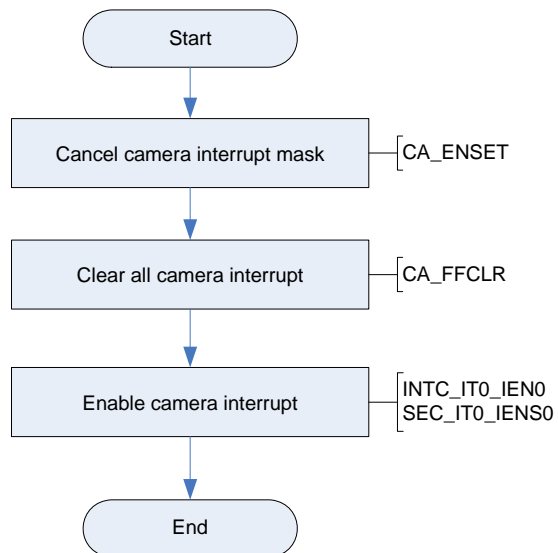 Start
Cancel camera interrupt mask
CA_ENSET
Clear all camera interrupt
CA_FFCLR
Enable camera interrupt
INTC_IT0_IEN0
SEC_IT0_IENS0
End